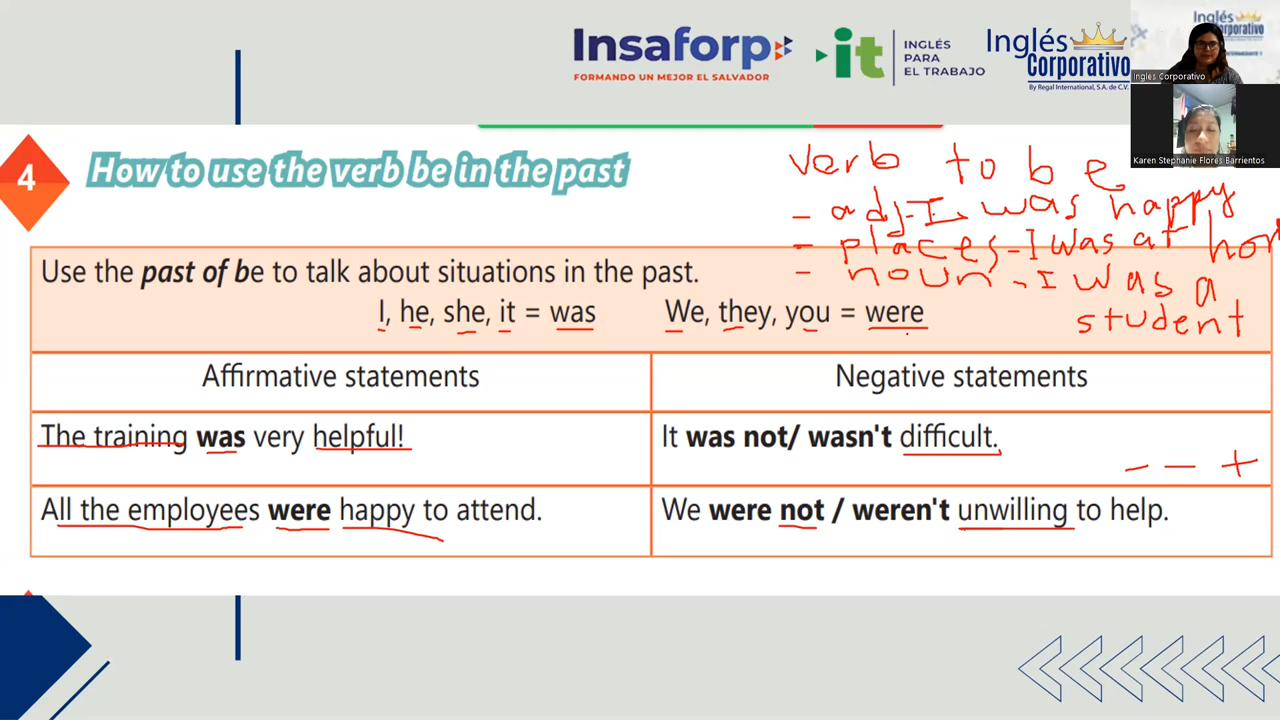 Insaforp
FORMANDO UN MEJOR EL SALVADOR
it
INGLÉS
PARA
EL TRABAJO
Inglés
Corporativo
By Regal International, S.A. de C.V.
Inglés
Corporativo
Ingles Corporativo
Karen Stephanie Flores Barrientos
4
How to use the verb be in the past
verb to be
- adj - I was happy
- places - I was at
- noun - I was a
student
Use the past of be to talk about situations in the past.
I, he, she, it = was We, they, you = were
Affirmative statements
Negative statements
The training was very helpful!
It was not/ wasn't difficult.
- - +
All the employees were happy to attend.
We were not / weren't unwilling to help.